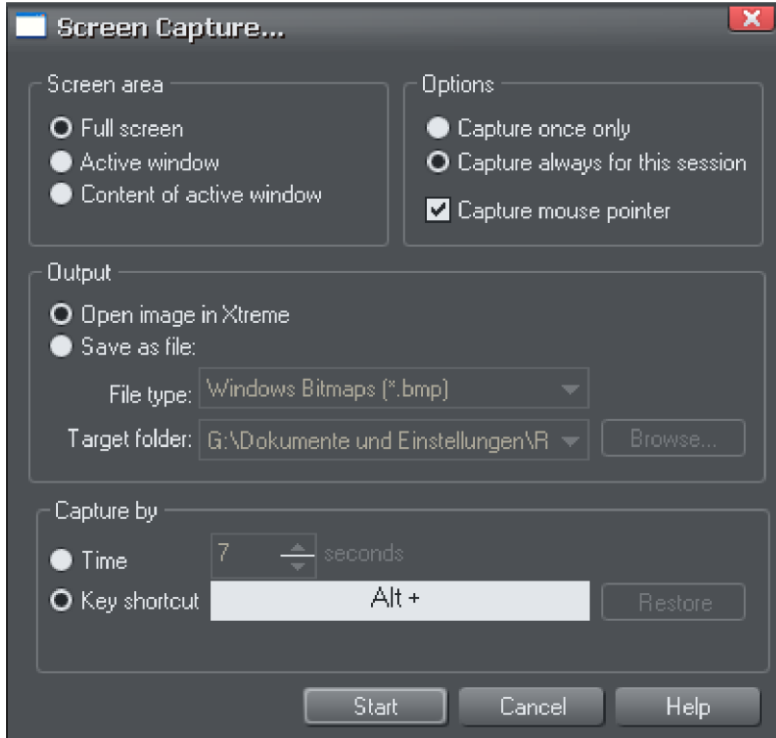 Screen Capture...
Screen area
Full screen
Active window
Content of active window
Options
Capture once only
Capture always for this session
Capture mouse pointer
Output
Open image in Xtreme
Save as file:
File type: Windows Bitmaps (*.bmp)
Target folder: G:\Dokumente und Einstellungen\R Browse...
Capture by
Time 7 seconds
Key shortcut Alt + Restore
Start Cancel Help